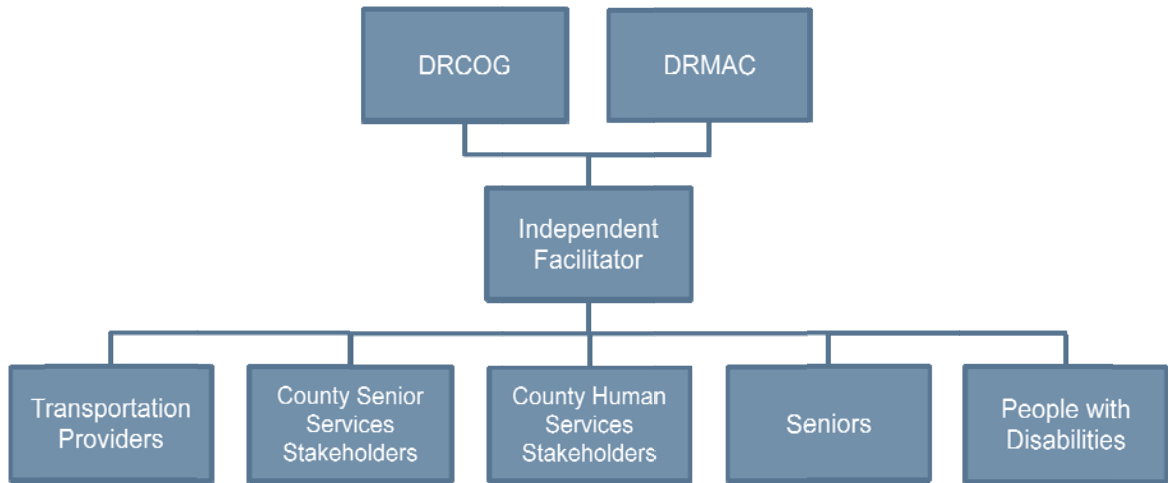 DRCOG
DRMAC
Independent
Facilitator
Transportation
Providers
County Senior
Services
Stakeholders
County Human
Services
Stakeholders
Seniors
People with
Disabilities